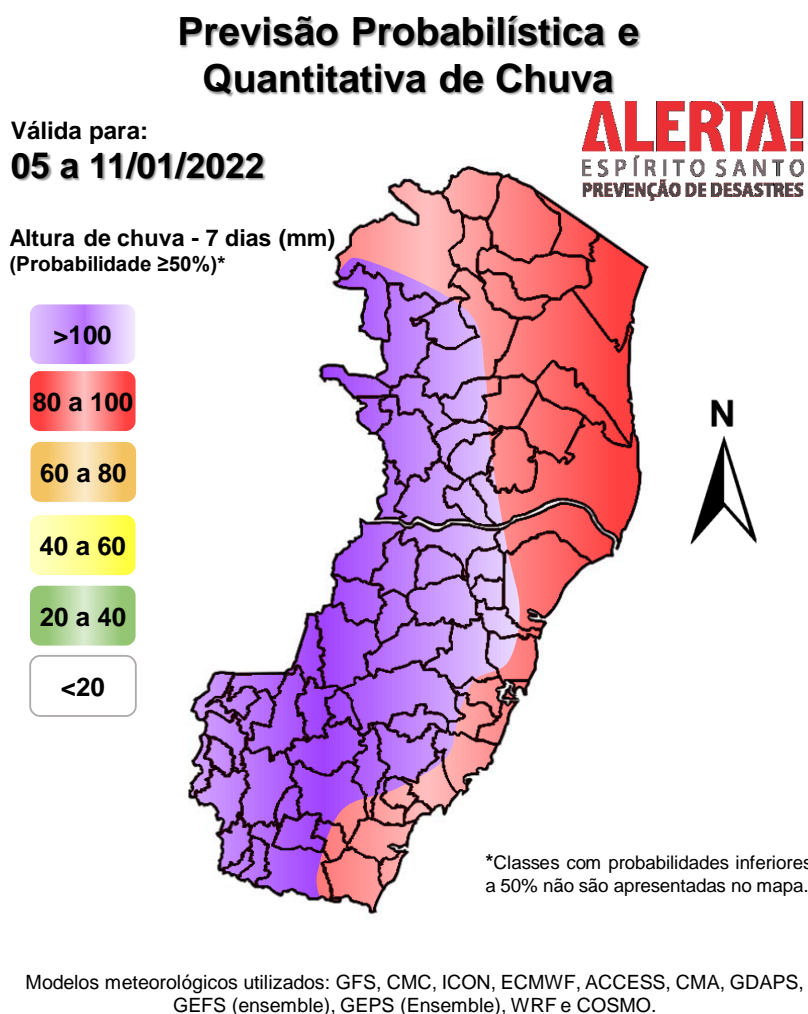 Previsão Probabilística e
Quantitativa de Chuva
ALERTA!
ESPÍRITO SANTO
PREVENÇÃO DE DESASTRES
Válida para:
05 a 11/01/2022
Altura de chuva - 7 dias (mm)
(Probabilidade ≥50%)*
>100
80 a 100
60 a 80
40 a 60
20 a 40
<20
N
*Classes com probabilidades inferiores
a 50% não são apresentadas no mapa.
Modelos meteorológicos utilizados: GFS, CMC, ICON, ECMWF, ACCESS, CMA, GDAPS,
GEFS (ensemble), GEPS (Ensemble), WRF e COSMO.